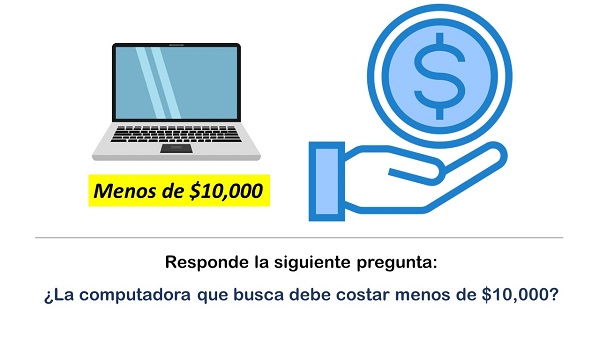 Menos de $10,000
Responde la siguiente pregunta:
¿La computadora que busca debe costar menos de $10,000?